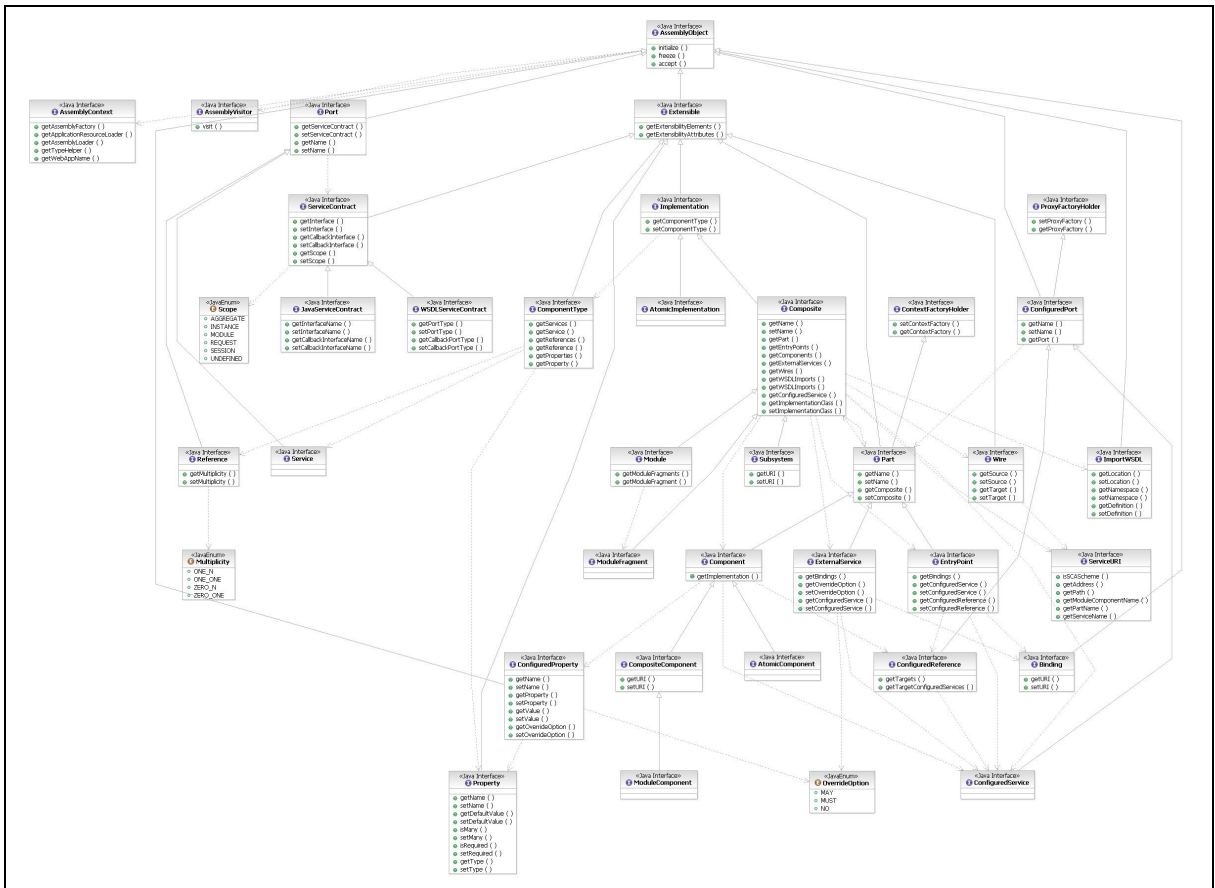 «Java Interface»
AssemblyObject
initialize ( )
freeze ( )
accept ( )
«Java Interface»
AssemblyContext
getAssemblyFactory ( )
getApplicationResourceLoader ( )
getAssemblyLoader ( )
getTypeHelper ( )
getWebAppName ( )
«Java Interface»
AssemblyVisitor
visit ( )
«Java Interface»
Port
getServiceContract ( )
setServiceContract ( )
getName ( )
setName ( )
«Java Interface»
Extensible
getExtensibilityElements ( )
getExtensibilityAttributes ( )
«Java Interface»
ServiceContract
getInterface ( )
setInterface ( )
getCallbackInterface ( )
setCallbackInterface ( )
getScope ( )
setScope ( )
«Java Interface»
Implementation
getComponentType ( )
setComponentType ( )
«Java Interface»
ProxyFactoryHolder
setProxyFactory ( )
getProxyFactory ( )
«JavaEnum»
Scope
AGGREGATE
INSTANCE
MODULE
REQUEST
SESSION
UNDEFINED
«Java Interface»
JavaServiceContract
getInterfaceName ( )
setInterfaceName ( )
getCallbackInterfaceName ( )
setCallbackInterfaceName ( )
«Java Interface»
WSDLServiceContract
getPortType ( )
setPortType ( )
getCallbackPortType ( )
setCallbackPortType ( )
«Java Interface»
ComponentType
getServices ( )
getService ( )
getReferences ( )
getReference ( )
getProperties ( )
getProperty ( )
«Java Interface»
AtomicImplementation
«Java Interface»
Composite
getName ( )
setName ( )
getPart ( )
getEntryPoints ( )
getComponents ( )
getExternalServices ( )
getWires ( )
getWSDLImports ( )
getWSDLImports ( )
getConfiguredService ( )
getImplementationClass ( )
setImplementationClass ( )
«Java Interface»
ContextFactoryHolder
setContextFactory ( )
getContextFactory ( )
«Java Interface»
ConfiguredPort
getName ( )
setName ( )
getPort ( )
«Java Interface»
Reference
getMultiplicity ( )
setMultiplicity ( )
«Java Interface»
Service
«Java Interface»
Module
getModuleFragments ( )
getModuleFragment ( )
«Java Interface»
Subsystem
getURI ( )
setURI ( )
«Java Interface»
Part
getName ( )
setName ( )
getComposite ( )
setComposite ( )
«Java Interface»
Wire
getSource ( )
setSource ( )
getTarget ( )
setTarget ( )
«Java Interface»
ImportWSDL
getLocation ( )
setLocation ( )
getNamespace ( )
setNamespace ( )
getDefinition ( )
setDefinition ( )
«JavaEnum»
Multiplicity
ONE_N
ONE_ONE
ZERO_N
ZERO_ONE
«Java Interface»
ModuleFragment
«Java Interface»
Component
getImplementation ( )
«Java Interface»
ExternalService
getBindings ( )
getOverrideOption ( )
setOverrideOption ( )
getConfiguredService ( )
setConfiguredService ( )
«Java Interface»
EntryPoint
getBindings ( )
getConfiguredService ( )
setConfiguredService ( )
getConfiguredReference ( )
setConfiguredReference ( )
«Java Interface»
ServiceURI
isSCAScheme ( )
getAddress ( )
getPath ( )
getModuleComponentName ( )
getPartName ( )
getServiceName ( )
«Java Interface»
ConfiguredProperty
getName ( )
setName ( )
getProperty ( )
setProperty ( )
getValue ( )
setValue ( )
getOverrideOption ( )
setOverrideOption ( )
«Java Interface»
CompositeComponent
getURI ( )
setURI ( )
«Java Interface»
AtomicComponent
«Java Interface»
ConfiguredReference
getTargets ( )
getTargetConfiguredServices ( )
«Java Interface»
Binding
getURI ( )
setURI ( )
«Java Interface»
Property
getName ( )
setName ( )
getDefaultValue ( )
setDefaultValue ( )
isMany ( )
setMany ( )
isRequired ( )
setRequired ( )
getType ( )
setType ( )
«Java Interface»
ModuleComponent
«JavaEnum»
OverrideOption
MAY
MUST
NO
«Java Interface»
ConfiguredService